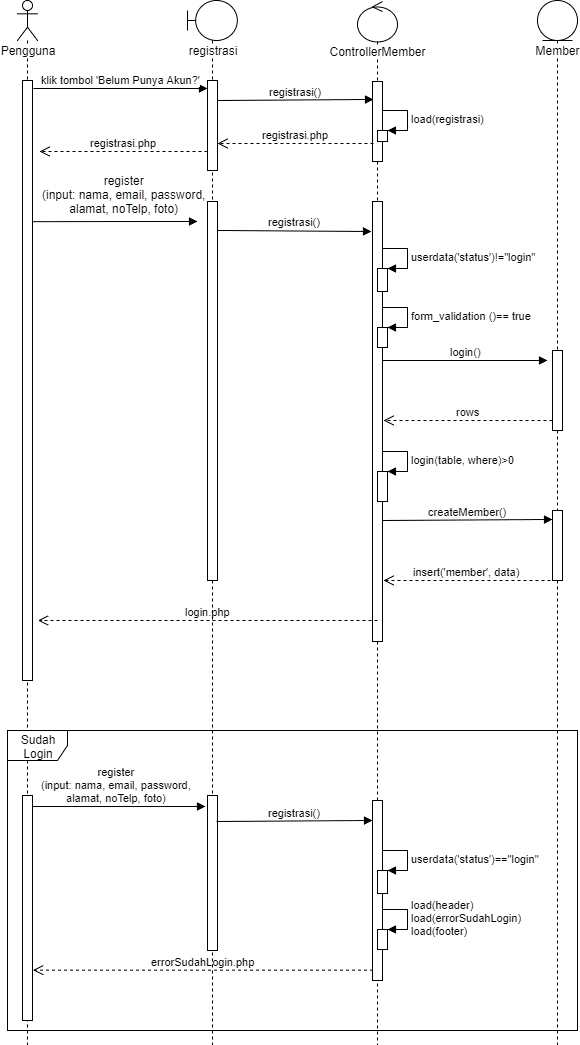 Pengguna
registrasi
ControllerMember
Member
klik tombol 'Belum Punya Akun?'
registrasi()
load(registrasi)
registrasi.php
registrasi.php
register
(input: nama, email, password,
alamat, noTelp, foto)
registrasi()
userdata('status')!="login"
form_validation ()== true
login()
rows
login(table, where)>0
createMember()
insert('member', data)
login.php
Sudah
Login
register
(input: nama, email, password,
alamat, noTelp, foto)
registrasi()
userdata('status')=="login"
load(header)
load(errorSudahLogin)
load(footer)
errorSudahLogin.php